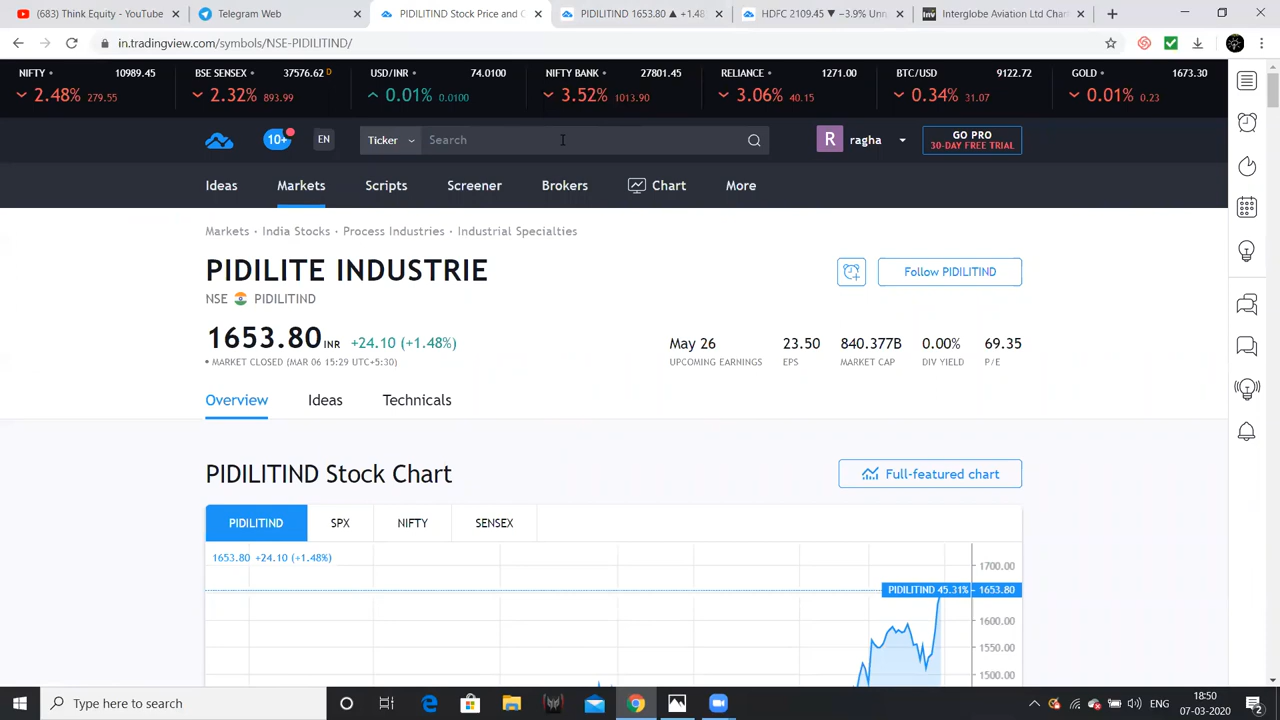 (683) Think Equity - YouTube
Telegram Web
PIDILITIND Stock Price and C
PIDILITIND 1653.80 ▲ +1.48
HDFC 2109.45 ▼ −3.9% Unn
Interglobe Aviation Ltd Char
in.tradingview.com/symbols/NSE-PIDILITIND/
NIFTY 10989.45
2.48% 279.55
BSE SENSEX 37576.62 D
2.32% 893.99
USD/INR 74.0100
0.01% 0.0100
NIFTY BANK 27801.45
3.52% 1013.90
RELIANCE 1271.00
3.06% 40.15
BTC/USD 9122.72
0.34% 31.07
GOLD 1673.30
0.01% 0.23
10+ EN Ticker Search R ragha
GO PRO
30-DAY FREE TRIAL
Ideas Markets Scripts Screener Brokers Chart More
Markets · India Stocks · Process Industries · Industrial Specialties
PIDILITE INDUSTRIE
Follow PIDILITIND
NSE PIDILITIND
1653.80 INR +24.10 (+1.48%)
• MARKET CLOSED (MAR 06 15:29 UTC+5:30)
May 26 23.50 840.377B 0.00% 69.35
UPCOMING EARNINGS EPS MARKET CAP DIV YIELD P/E
Overview Ideas Technicals
PIDILITIND Stock Chart
Full-featured chart
PIDILITIND SPX NIFTY SENSEX
1653.80 +24.10 (+1.48%)
1700.00
PIDILITIND 45.31% 1653.80
1600.00
1550.00
1500.00
Type here to search
ENG
18:50
07-03-2020
2